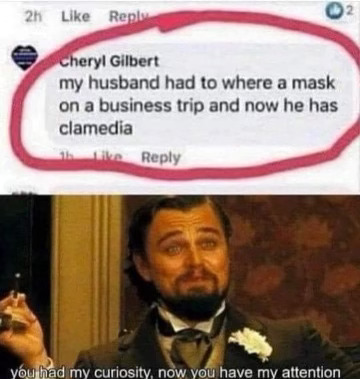 2h Like Reply
2
Cheryl Gilbert
my husband had to where a mask
on a business trip and now he has
clamedia
1h Like Reply
you had my curiosity, now you have my attention